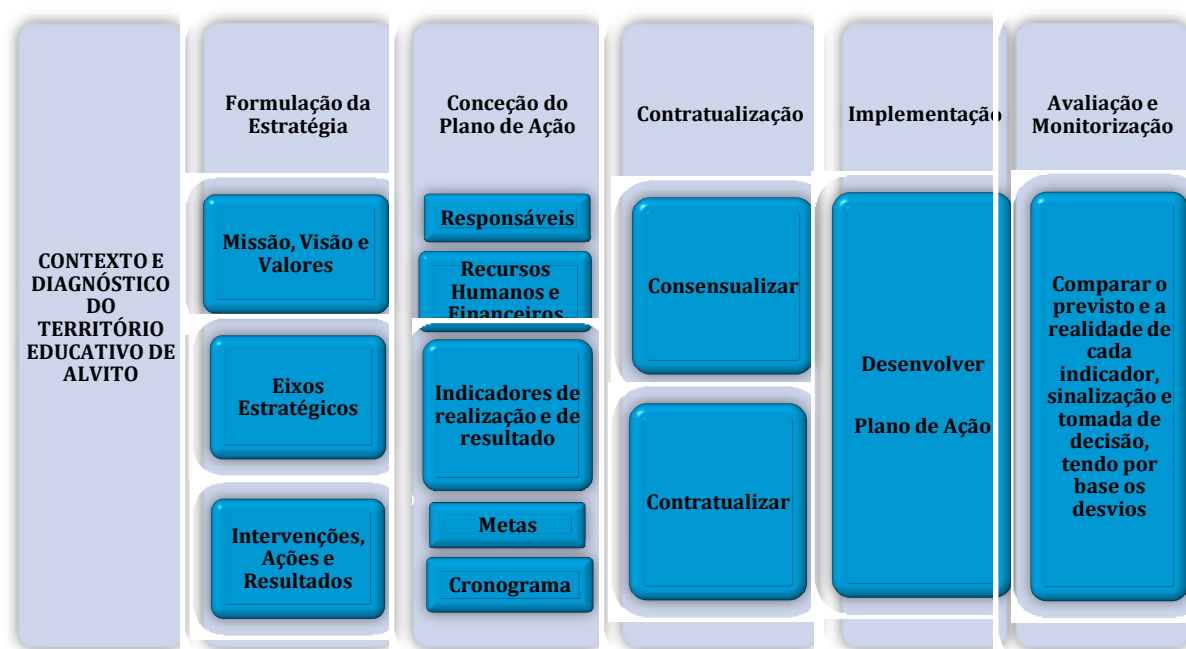 CONTEXTO E
DIAGNÓSTICO
DO
TERRITÓRIO
EDUCATIVO DE
ALVITO
Formulação da
Estratégia
Missão, Visão e
Valores
Eixos
Estratégicos
Intervenções,
Ações e
Resultados
Conceção do
Plano de Ação
Responsáveis
Recursos
Humanos e
Financeiros
Indicadores de
realização e de
resultado
Metas
Cronograma
Contratualização
Consensualizar
Contratualizar
Implementação
Desenvolver
Plano de Ação
Avaliação e
Monitorização
Comparar o
previsto e a
realidade de
cada
indicador,
sinalização e
tomada de
decisão,
tendo por
base os
desvios